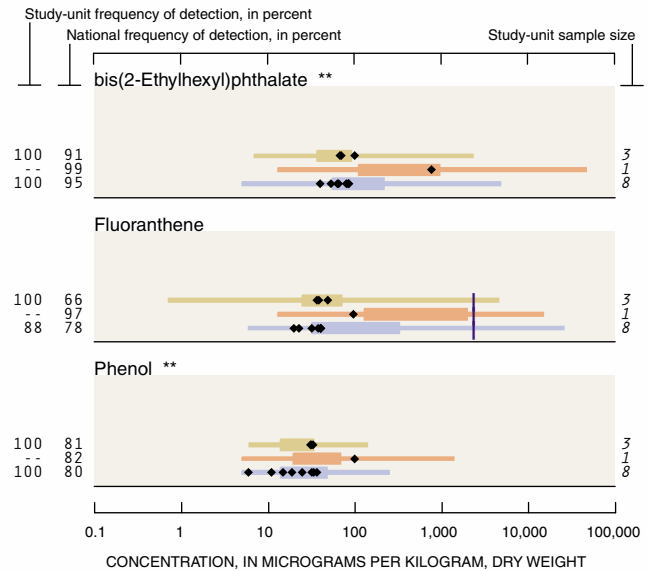 Study-unit frequency of detection, in percent
National frequency of detection, in percent Study-unit sample size
bis(2-Ethylhexyl)phthalate **
100 91 3
-- 99 1
100 95 8
Fluoranthene
100 66 3
-- 97 1
88 78 8
Phenol **
100 81 3
-- 82 1
100 80 8
0.1 1 10 100 1,000 10,000 100,000
CONCENTRATION, IN MICROGRAMS PER KILOGRAM, DRY WEIGHT